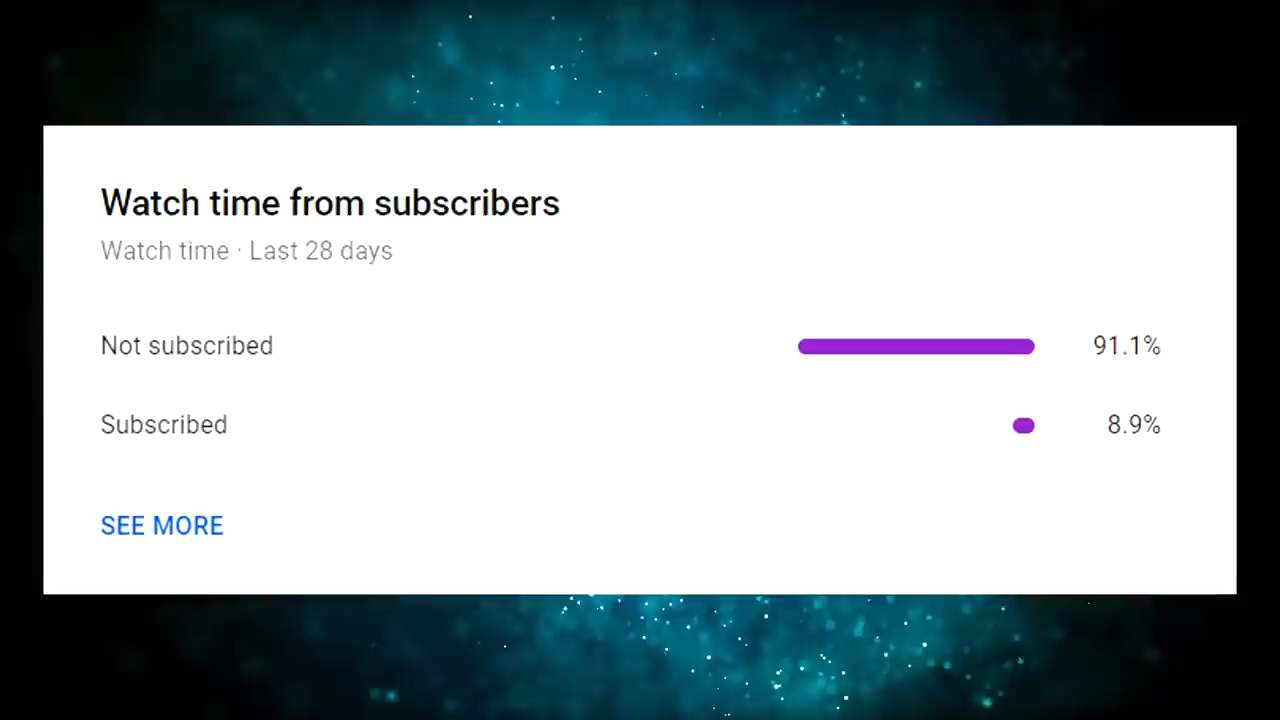 Watch time from subscribers
Watch time · Last 28 days
Not subscribed 91.1%
Subscribed 8.9%
SEE MORE